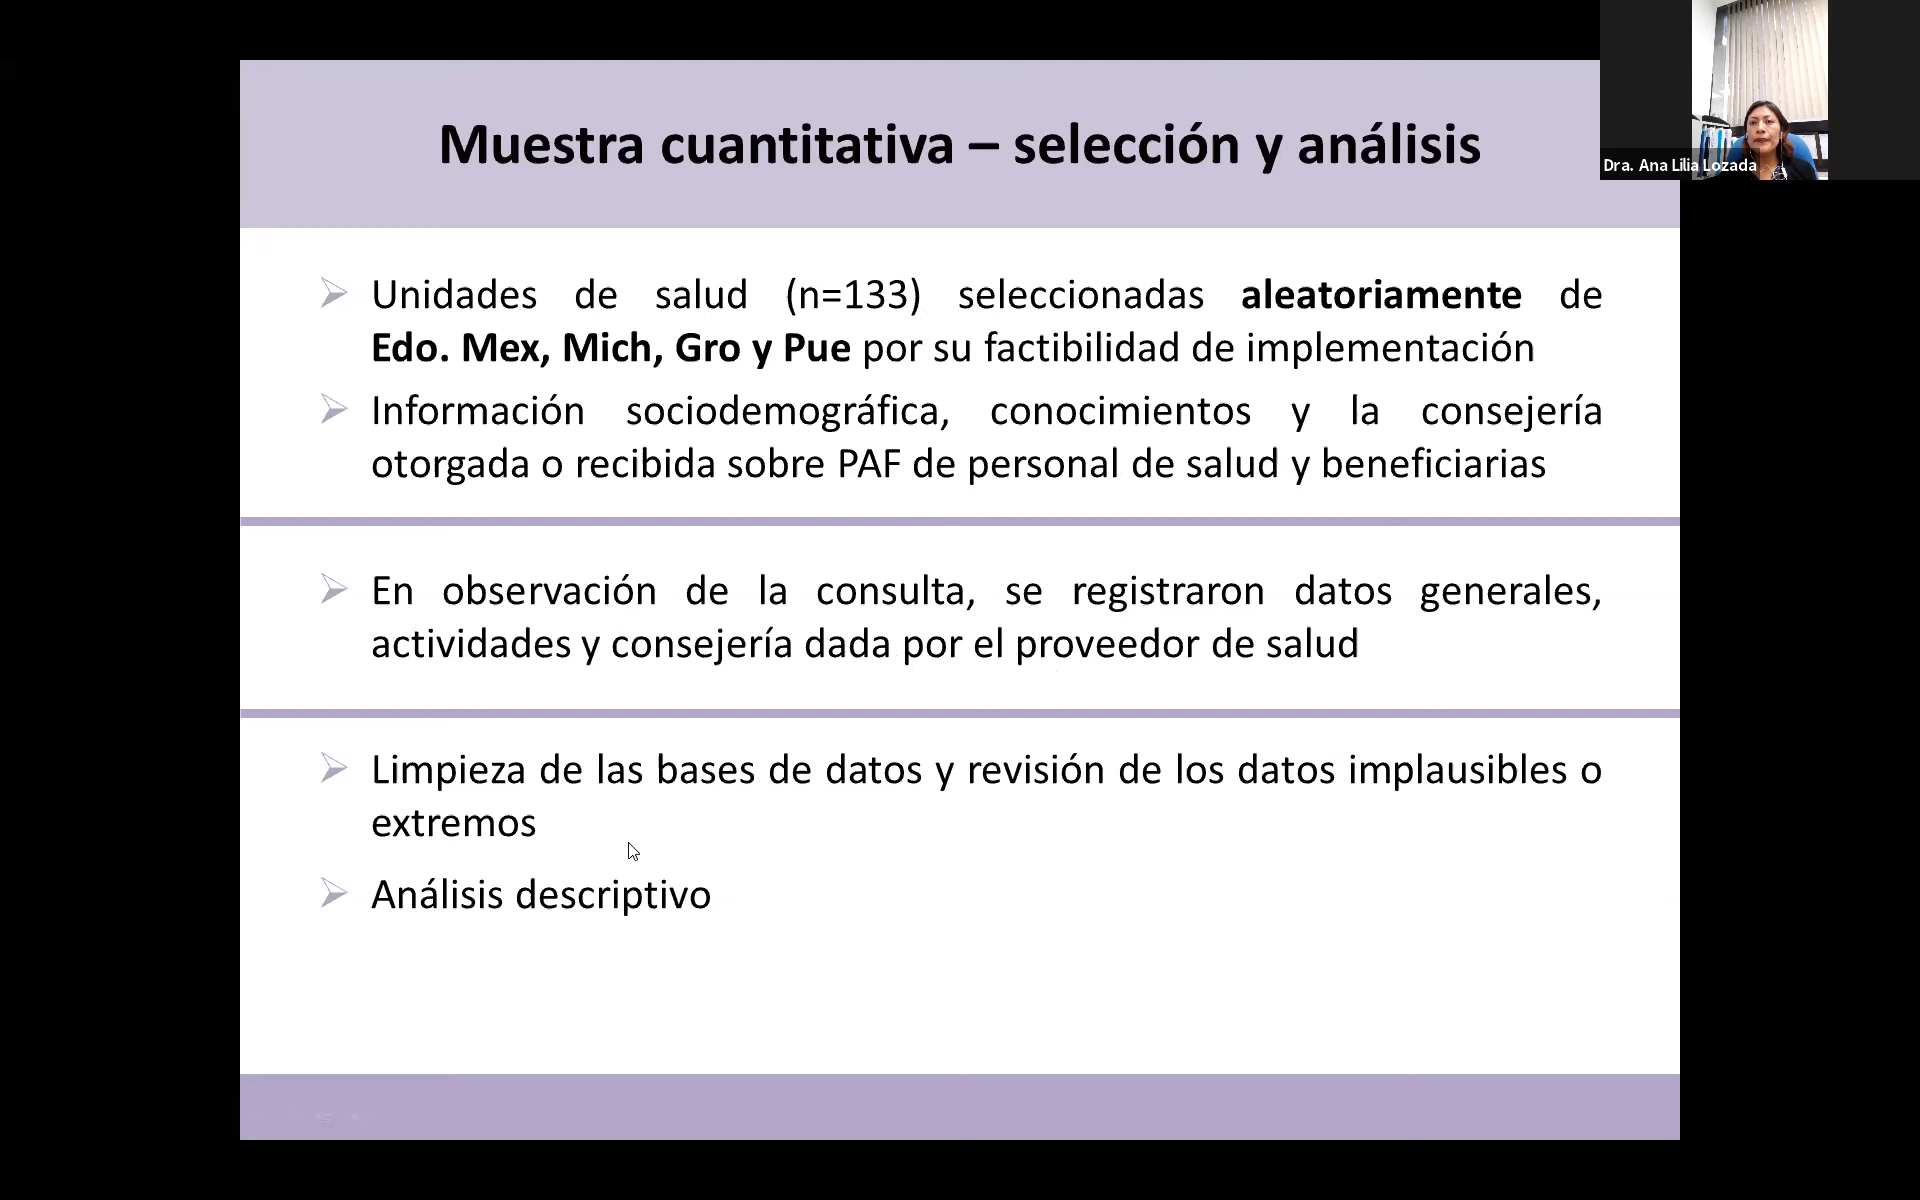 Muestra cuantitativa – selección y análisis
Dra. Ana Lilia Lozada
Unidades de salud (n=133) seleccionadas aleatoriamente de
Edo. Mex, Mich, Gro y Pue por su factibilidad de implementación
Información sociodemográfica, conocimientos y la consejería
otorgada o recibida sobre PAF de personal de salud y beneficiarias
En observación de la consulta, se registraron datos generales,
actividades y consejería dada por el proveedor de salud
Limpieza de las bases de datos y revisión de los datos implausibles o
extremos
Análisis descriptivo